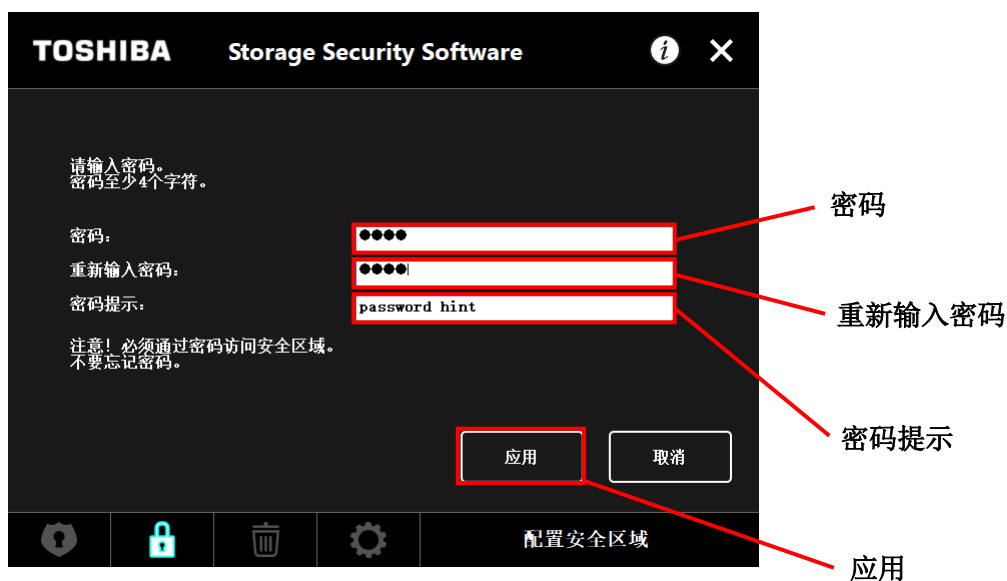 TOSHIBA Storage Security Software i
请输入密码。
密码至少4个字符。
密码:
重新输入密码:
密码提示: password hint
注意! 必须通过密码访问安全区域。
不要忘记密码。
应用 取消
配置安全区域
密码
重新输入密码
密码提示
应用